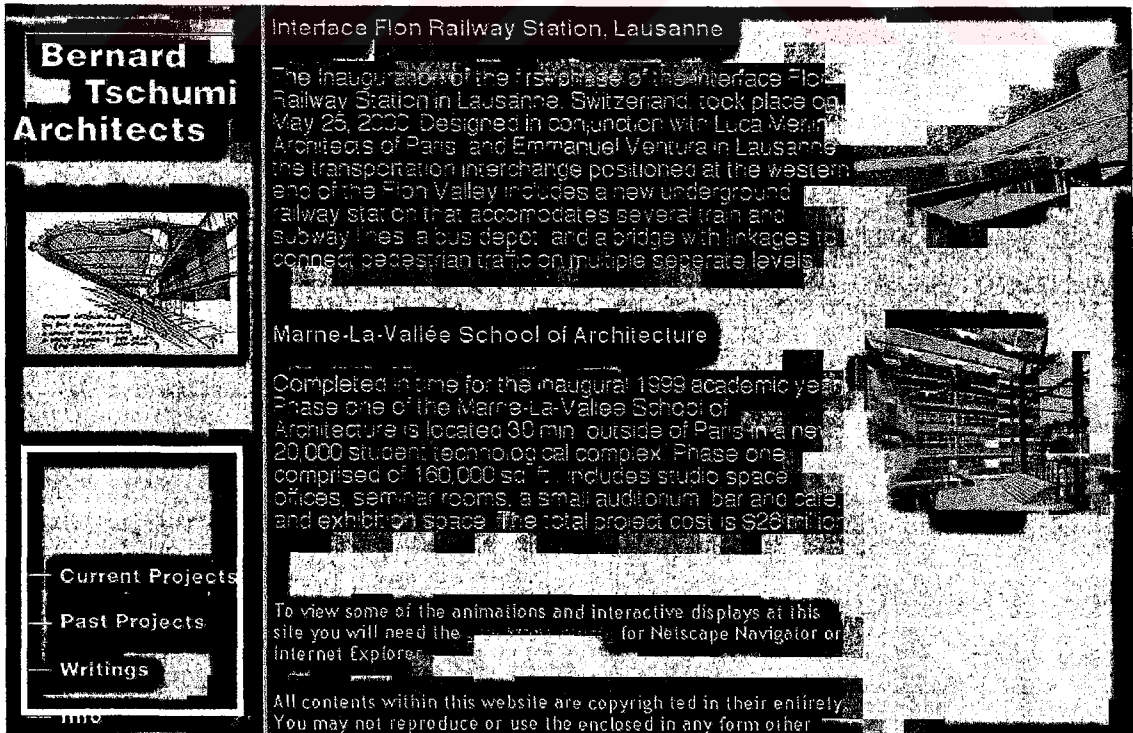 Bernard
Tschumi
Architects
Current Projects
Past Projects
Writings
Info
Interface Flon Railway Station, Lausanne
The Inauguration of the first phase of the Interface Flon
Railway Station in Lausanne, Switzerland, took place on
May 25, 2000. Designed in conjunction with Luca Merlini
Architects of Paris, and Emmanuel Ventura in Lausanne
the transportation interchange positioned at the western
end of the Flon Valley includes a new underground
railway station that accomodates several train and
subway lines, a bus depot, and a bridge with linkages to
connect pedestrian traffic on multiple seperate levels.
Marne-La-Vallée School of Architecture
Completed in time for the inaugural 1999 academic year
Phase one of the Marne-La-Vallee School of
Architecture is located 30 min. outside of Paris in a new
20,000 student technological complex. Phase one,
comprised of 160,000 sq. ft., includes studio space,
offices, seminar rooms, a small auditorium, bar and cafe,
and exhibition space. The total project cost is $26 million
To view some of the animations and interactive displays at this
site you will need the for Netscape Navigator or
Internet Explorer
All contents within this website are copyrigh ted in their entirety.
You may not reproduce or use the enclosed in any form other